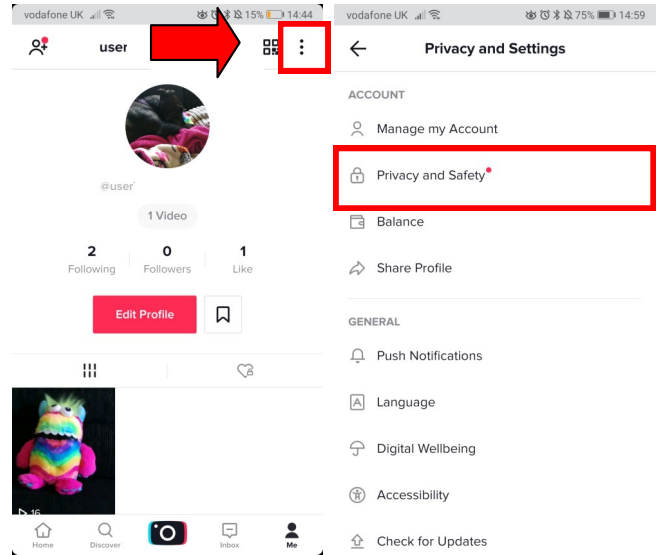 vodafone UK 15% 14:44
user
@user
1 Video
2 0 1
Following Followers Like
Edit Profile
16
Home Discover Inbox Me
vodafone UK 75% 14:59
Privacy and Settings
ACCOUNT
Manage my Account
Privacy and Safety
Balance
Share Profile
GENERAL
Push Notifications
A Language
Digital Wellbeing
Accessibility
Check for Updates